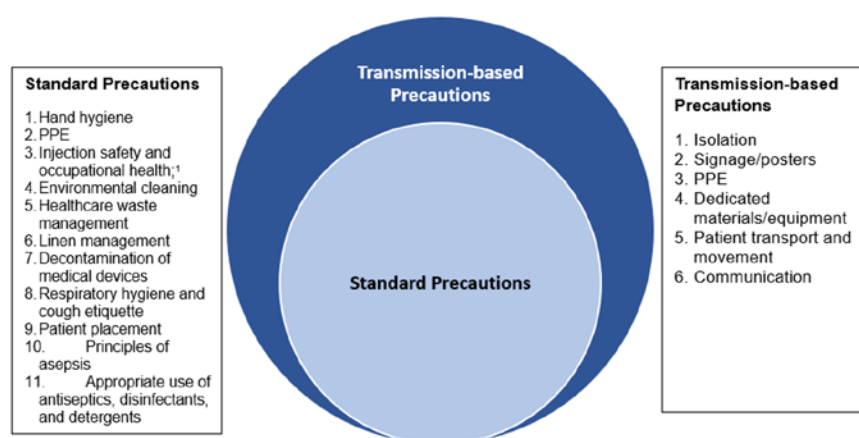 Standard Precautions
1. Hand hygiene
2. PPE
3. Injection safety and
occupational health;¹
4. Environmental cleaning
5. Healthcare waste
management
6. Linen management
7. Decontamination of
medical devices
8. Respiratory hygiene and
cough etiquette
9. Patient placement
10. Principles of
asepsis
11. Appropriate use of
antiseptics, disinfectants,
and detergents
Transmission-based
Precautions
Standard Precautions
Transmission-based
Precautions
1. Isolation
2. Signage/posters
3. PPE
4. Dedicated
materials/equipment
5. Patient transport and
movement
6. Communication